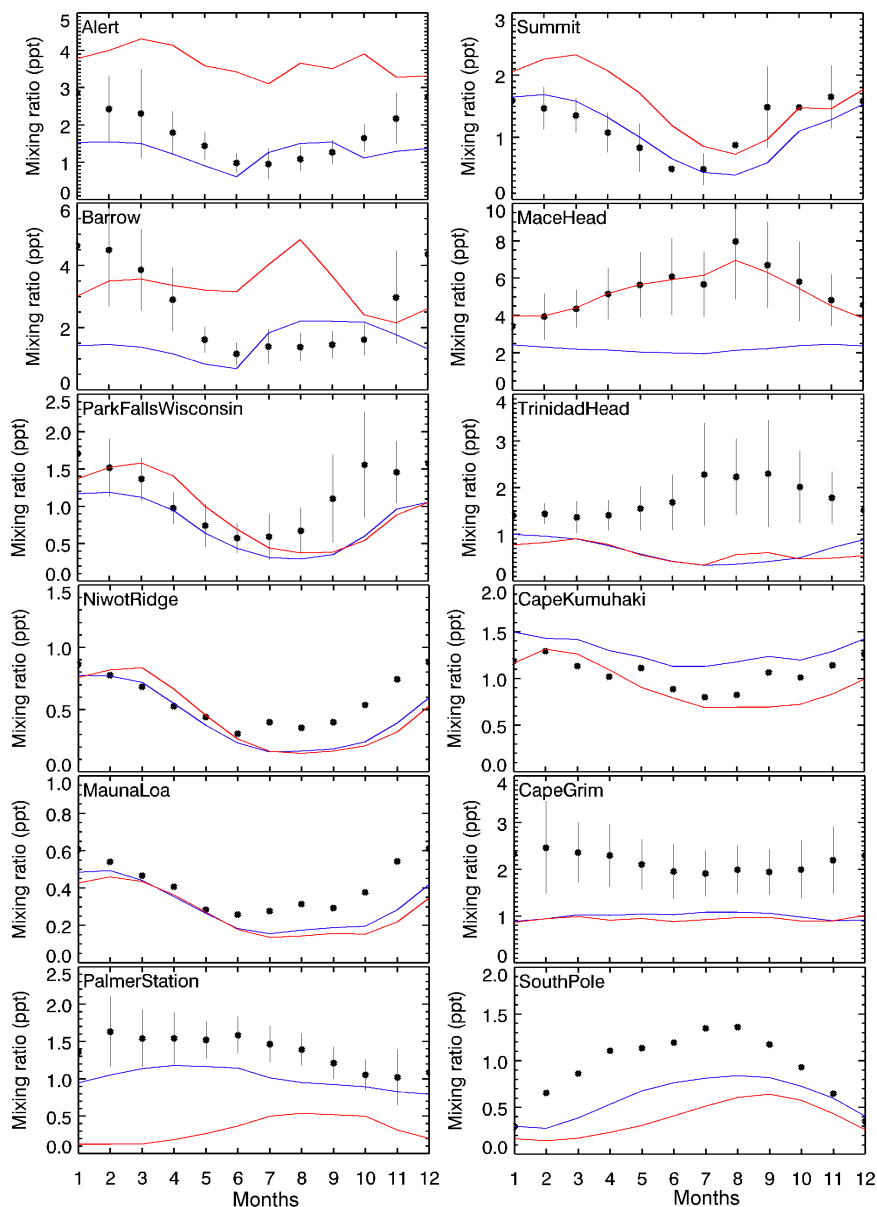 Alert
Mixing ratio (ppt)
5
4
3
2
1
0
Summit
Mixing ratio (ppt)
3
2
1
0
Barrow
Mixing ratio (ppt)
6
4
2
0
MaceHead
Mixing ratio (ppt)
10
8
6
4
2
0
ParkFallsWisconsin
Mixing ratio (ppt)
2.5
2.0
1.5
1.0
0.5
0.0
TrinidadHead
Mixing ratio (ppt)
4
3
2
1
0
NiwotRidge
Mixing ratio (ppt)
1.5
1.0
0.5
0.0
CapeKumuhaki
Mixing ratio (ppt)
2.0
1.5
1.0
0.5
0.0
MaunaLoa
Mixing ratio (ppt)
1.0
0.8
0.6
0.4
0.2
0.0
CapeGrim
Mixing ratio (ppt)
4
3
2
1
0
PalmerStation
Mixing ratio (ppt)
2.5
2.0
1.5
1.0
0.5
0.0
1 2 3 4 5 6 7 8 9 10 11 12
Months
SouthPole
Mixing ratio (ppt)
2.0
1.5
1.0
0.5
0.0
1 2 3 4 5 6 7 8 9 10 11 12
Months